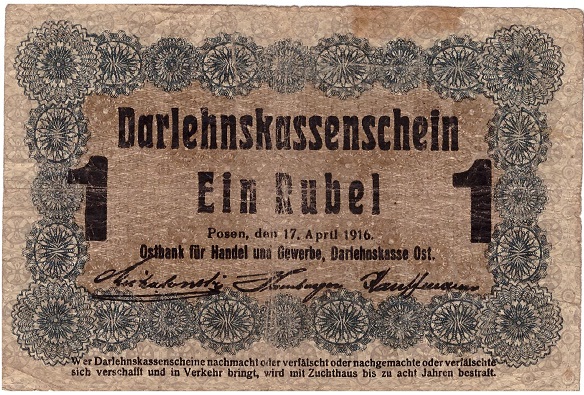 Darlehnskassenschein
1 Ein Rubel 1
Posen, den 17. April 1916.
Ostbank für Handel und Gewerbe, Darlehnskasse Ost.
Hamburger Kauffmann
Wer Darlehnskassenscheine nachmacht oder verfälscht oder nachgemachte oder verfälschte
sich verschafft und in Verkehr bringt, wird mit Zuchthaus bis zu acht Jahren bestraft.